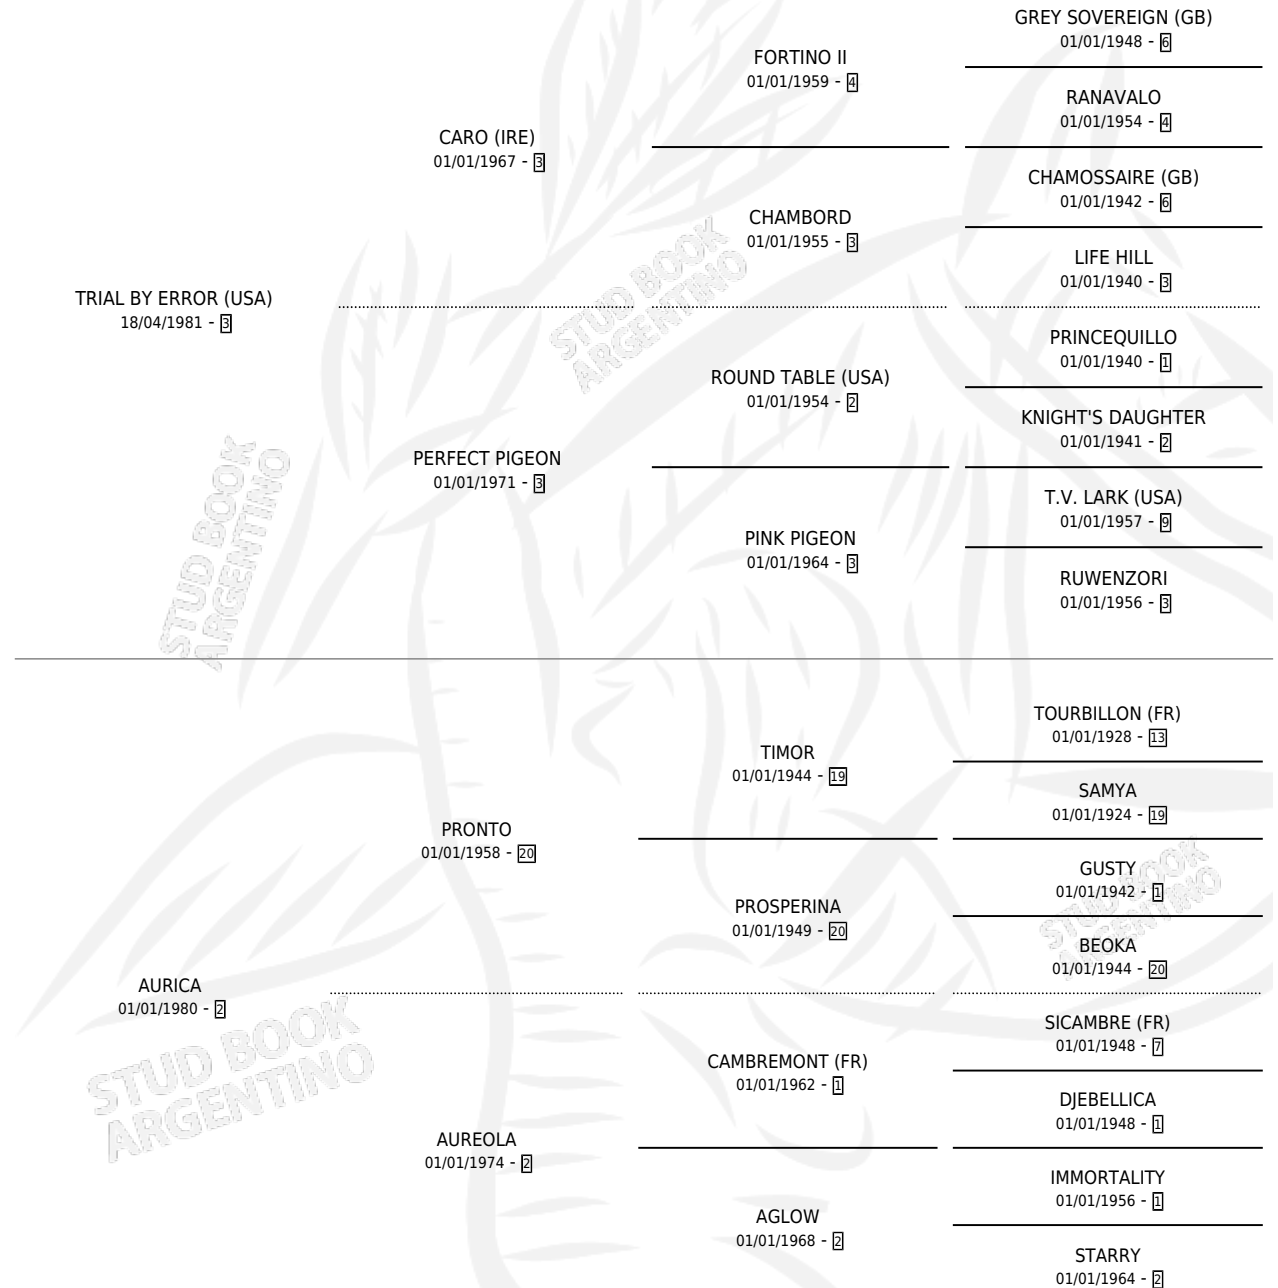 GREY SOVEREIGN (GB)
01/01/1948 - 6
FORTINO II
01/01/1959 - 4
RANAVALO
01/01/1954 - 4
CARO (IRE)
01/01/1967 - 3
CHAMOSSAIRE (GB)
01/01/1942 - 6
CHAMBORD
01/01/1955 - 3
LIFE HILL
01/01/1940 - 3
TRIAL BY ERROR (USA)
18/04/1981 - 3
STUD BOOK
ARGENTINO
PRINCEQUILLO
01/01/1940 - 1
ROUND TABLE (USA)
01/01/1954 - 2
KNIGHT'S DAUGHTER
01/01/1941 - 2
PERFECT PIGEON
01/01/1971 - 3
T.V. LARK (USA)
01/01/1957 - 9
PINK PIGEON
01/01/1964 - 3
RUWENZORI
01/01/1956 - 3
STUD BOOK
ARGENTINO
TOURBILLON (FR)
01/01/1928 - 13
TIMOR
01/01/1944 - 19
SAMYA
01/01/1924 - 19
PRONTO
01/01/1958 - 20
GUSTY
01/01/1942 - 1
PROSPERINA
01/01/1949 - 20
BEOKA
01/01/1944 - 20
STUD BOOK
ARGENTINO
AURICA
01/01/1980 - 2
STUD BOOK
ARGENTINO
SICAMBRE (FR)
01/01/1948 - 7
CAMBREMONT (FR)
01/01/1962 - 1
DJEBELLICA
01/01/1948 - 1
AUREOLA
01/01/1974 - 2
IMMORTALITY
01/01/1956 - 1
AGLOW
01/01/1968 - 2
STARRY
01/01/1964 - 2